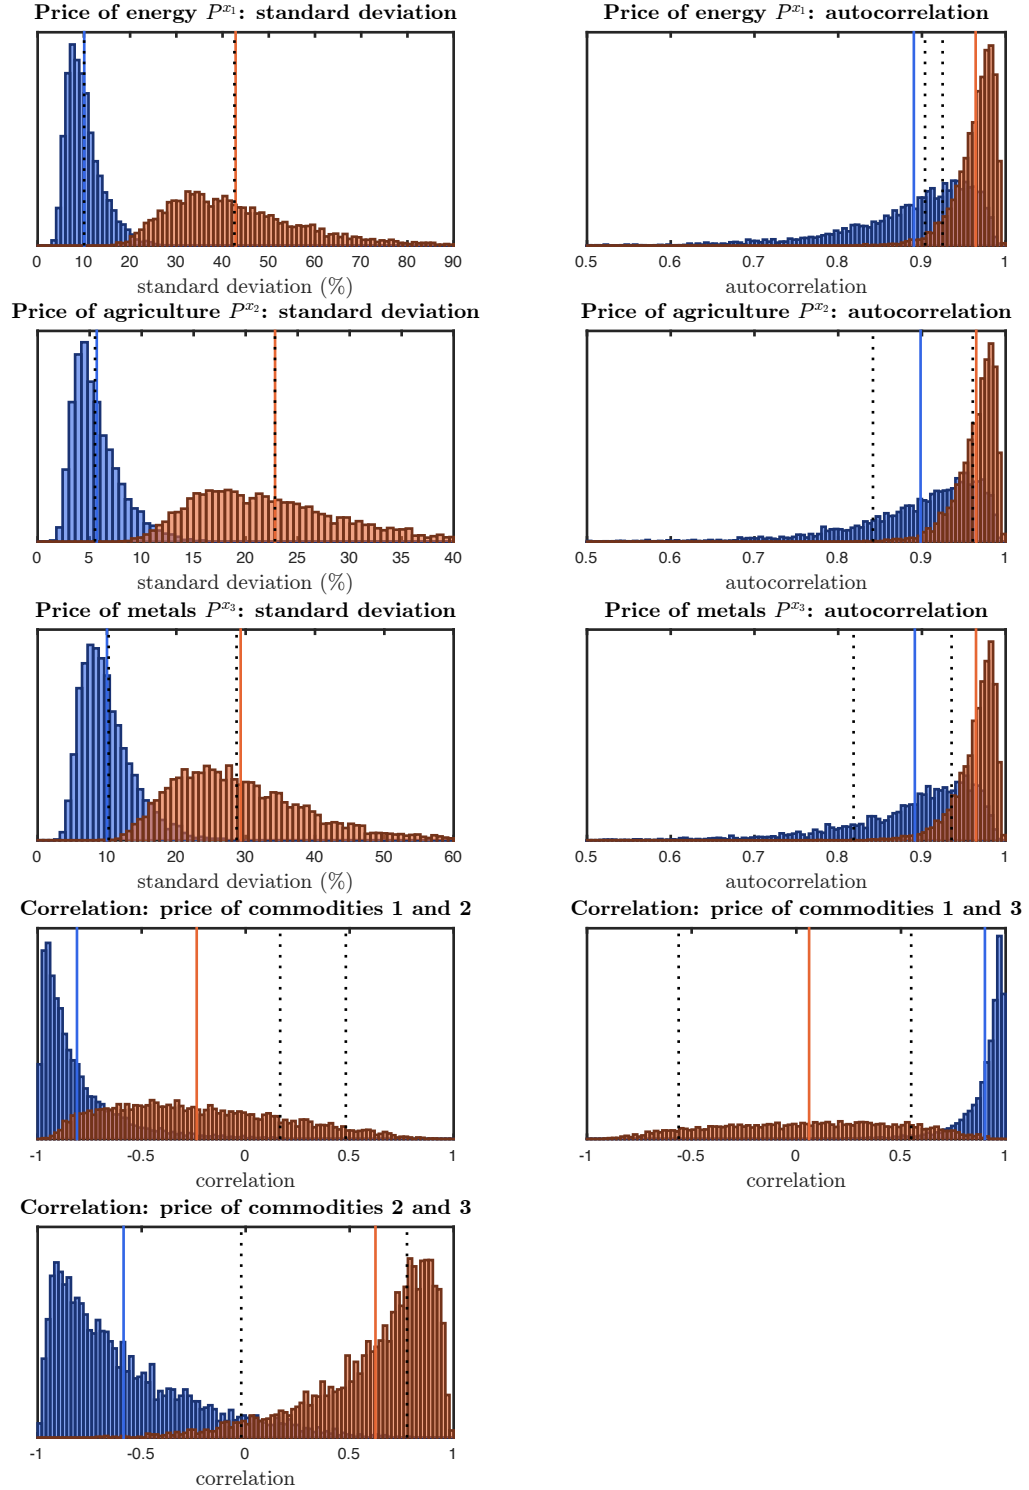 Price of energy P^{x_1}: standard deviation
0 10 20 30 40 50 60 70 80 90
standard deviation (%)
Price of energy P^{x_1}: autocorrelation
0.5 0.6 0.7 0.8 0.9 1
autocorrelation
Price of agriculture P^{x_2}: standard deviation
0 5 10 15 20 25 30 35 40
standard deviation (%)
Price of agriculture P^{x_2}: autocorrelation
0.5 0.6 0.7 0.8 0.9 1
autocorrelation
Price of metals P^{x_3}: standard deviation
0 10 20 30 40 50 60
standard deviation (%)
Price of metals P^{x_3}: autocorrelation
0.5 0.6 0.7 0.8 0.9 1
autocorrelation
Correlation: price of commodities 1 and 2
-1 -0.5 0 0.5 1
correlation
Correlation: price of commodities 1 and 3
-1 -0.5 0 0.5 1
correlation
Correlation: price of commodities 2 and 3
-1 -0.5 0 0.5 1
correlation